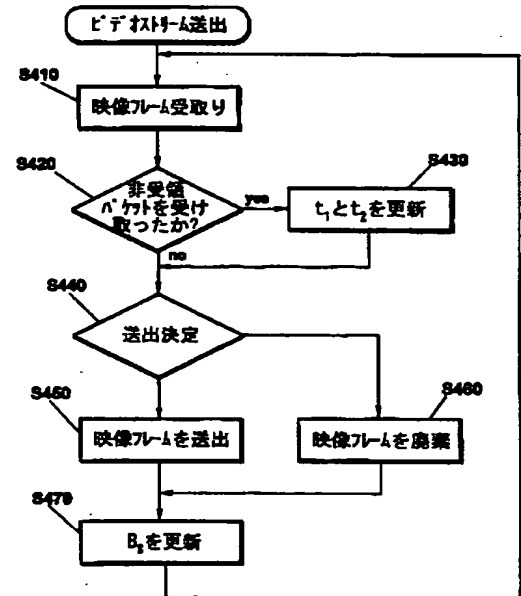 ビデオストリーム送出
S410
映像フレーム受取り
S420
非受領
パケットを受け
取ったか?
yes
S430
t₁とt₂を更新
no
S440
送出決定
S450
映像フレームを送出
S460
映像フレームを廃棄
S470
Bₛを更新